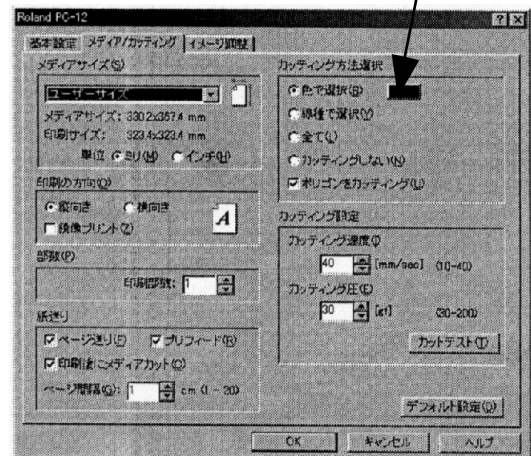 Roland PC-12
基本設定 メディア/カッティング イメージ調整
メディアサイズ(S)
ユーザーサイズ
メディアサイズ: 330.2x367.4 mm
印刷サイズ: 323.4x323.4 mm
単位 ミリ(M) インチ(H)
印刷の方向(O)
縦向き 横向き
鏡像プリント(Z)
部数(P)
印刷部数: 1
紙送り
ページ送り(F) プリフィード(R)
印刷後にメディアカット(C)
ページ間隔(G): 1 cm (1 - 20)
カッティング方法選択
色で選択(B)
線種で選択(Y)
全て(L)
カッティングしない(N)
ポリゴンをカッティング(U)
カッティング設定
カッティング速度(I)
40 [mm/sec] (10-40)
カッティング圧(E)
30 [gf] (30-200)
カットテスト(T)
デフォルト設定(D)
OK キャンセル ヘルプ